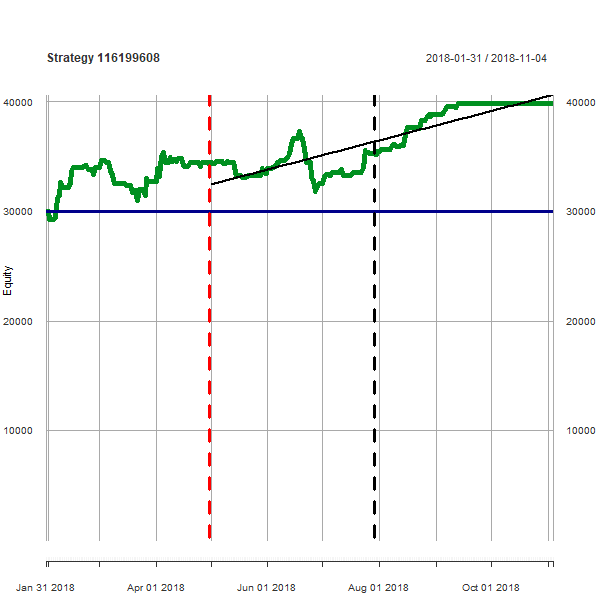 Strategy 116199608 2018-01-31 / 2018-11-04
40000 40000
30000 30000
Equity
20000 20000
10000 10000
Jan 31 2018 Apr 01 2018 Jun 01 2018 Aug 01 2018 Oct 01 2018